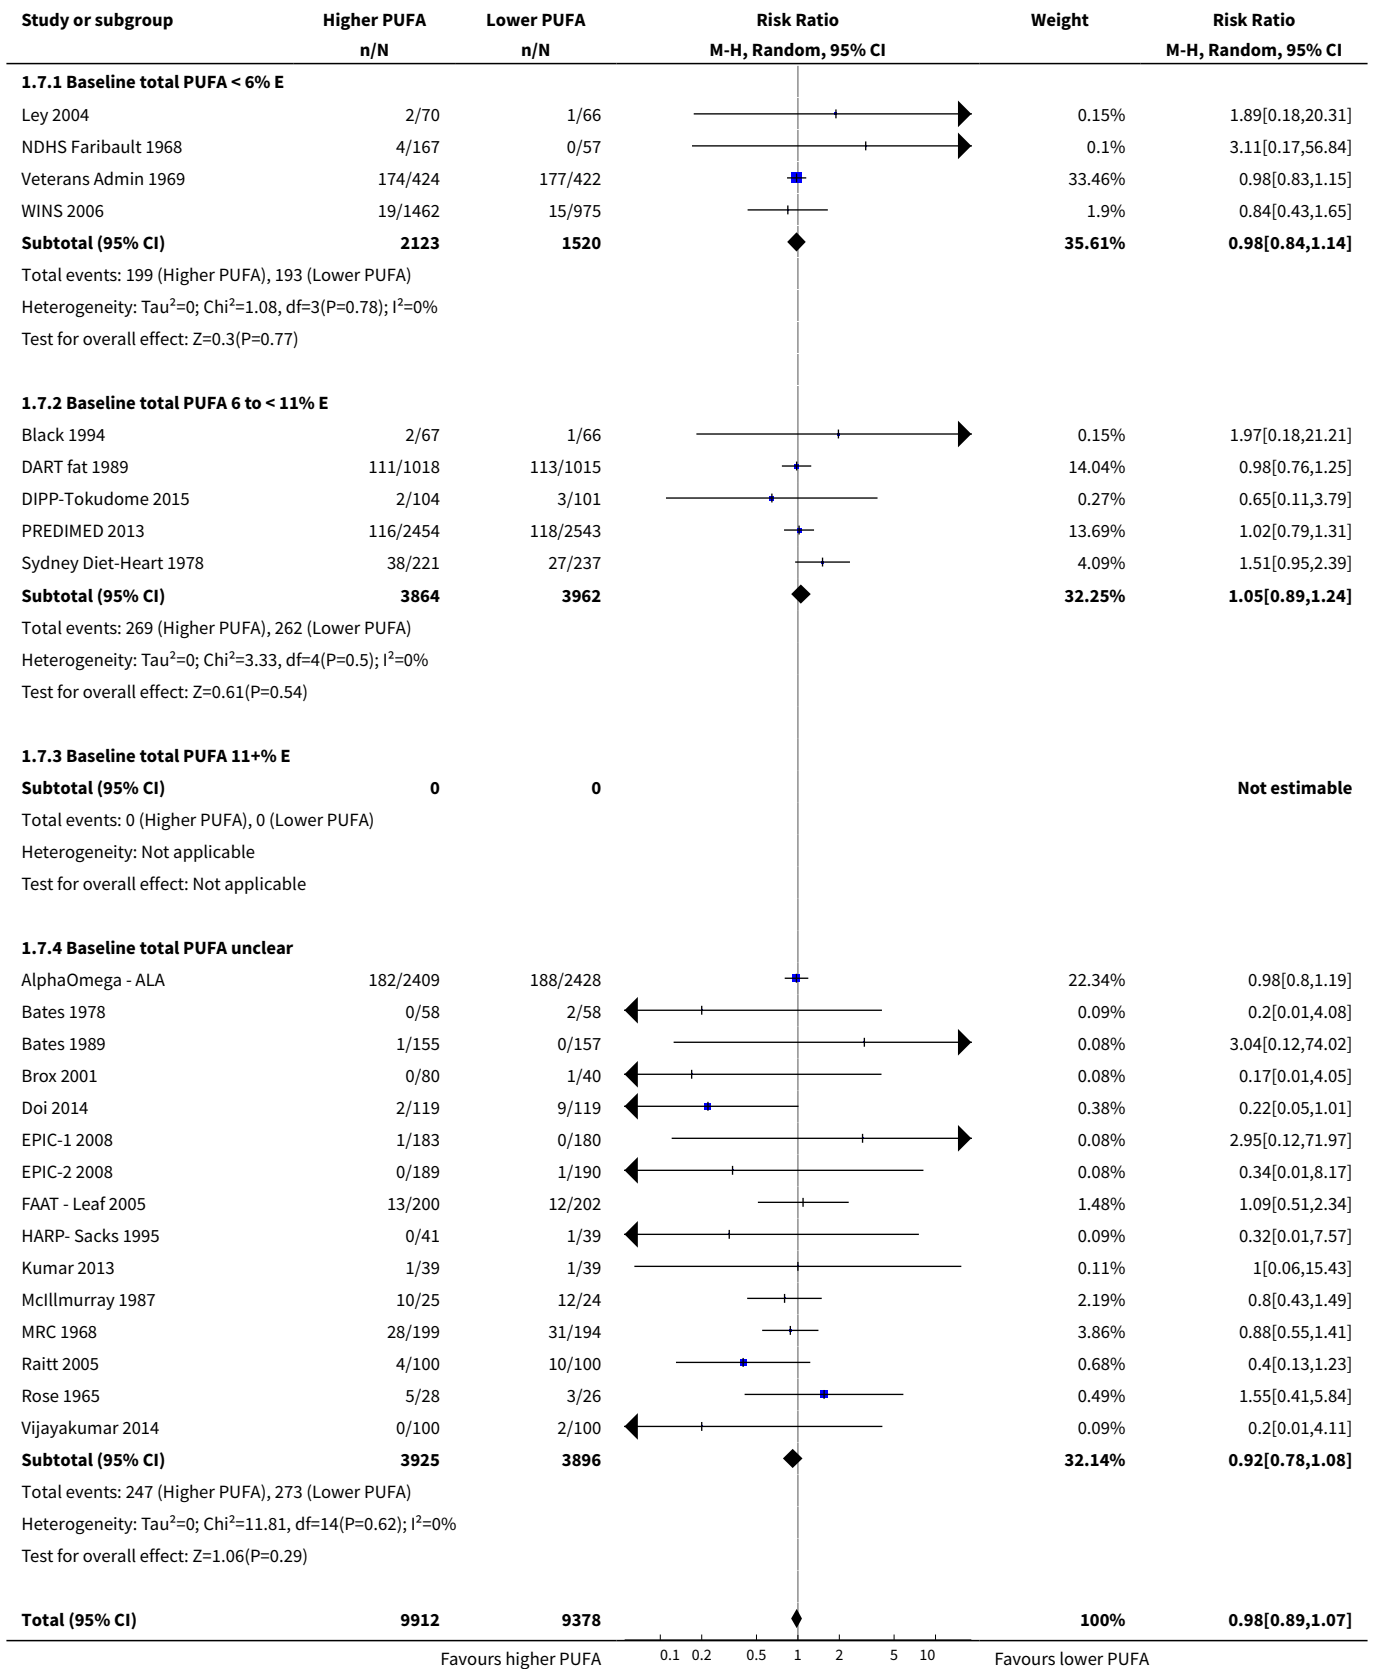 Study or subgroup Higher PUFA Lower PUFA Risk Ratio Weight Risk Ratio
n/N n/N M-H, Random, 95% CI M-H, Random, 95% CI
1.7.1 Baseline total PUFA < 6% E
Ley 2004 2/70 1/66 0.15% 1.89[0.18,20.31]
NDHS Faribault 1968 4/167 0/57 0.1% 3.11[0.17,56.84]
Veterans Admin 1969 174/424 177/422 33.46% 0.98[0.83,1.15]
WINS 2006 19/1462 15/975 1.9% 0.84[0.43,1.65]
Subtotal (95% CI) 2123 1520 35.61% 0.98[0.84,1.14]
Total events: 199 (Higher PUFA), 193 (Lower PUFA)
Heterogeneity: Tau²=0; Chi²=1.08, df=3(P=0.78); I²=0%
Test for overall effect: Z=0.3(P=0.77)
1.7.2 Baseline total PUFA 6 to < 11% E
Black 1994 2/67 1/66 0.15% 1.97[0.18,21.21]
DART fat 1989 111/1018 113/1015 14.04% 0.98[0.76,1.25]
DIPP-Tokudome 2015 2/104 3/101 0.27% 0.65[0.11,3.79]
PREDIMED 2013 116/2454 118/2543 13.69% 1.02[0.79,1.31]
Sydney Diet-Heart 1978 38/221 27/237 4.09% 1.51[0.95,2.39]
Subtotal (95% CI) 3864 3962 32.25% 1.05[0.89,1.24]
Total events: 269 (Higher PUFA), 262 (Lower PUFA)
Heterogeneity: Tau²=0; Chi²=3.33, df=4(P=0.5); I²=0%
Test for overall effect: Z=0.61(P=0.54)
1.7.3 Baseline total PUFA 11+% E
Subtotal (95% CI) 0 0 Not estimable
Total events: 0 (Higher PUFA), 0 (Lower PUFA)
Heterogeneity: Not applicable
Test for overall effect: Not applicable
1.7.4 Baseline total PUFA unclear
AlphaOmega - ALA 182/2409 188/2428 22.34% 0.98[0.8,1.19]
Bates 1978 0/58 2/58 0.09% 0.2[0.01,4.08]
Bates 1989 1/155 0/157 0.08% 3.04[0.12,74.02]
Brox 2001 0/80 1/40 0.08% 0.17[0.01,4.05]
Doi 2014 2/119 9/119 0.38% 0.22[0.05,1.01]
EPIC-1 2008 1/183 0/180 0.08% 2.95[0.12,71.97]
EPIC-2 2008 0/189 1/190 0.08% 0.34[0.01,8.17]
FAAT - Leaf 2005 13/200 12/202 1.48% 1.09[0.51,2.34]
HARP- Sacks 1995 0/41 1/39 0.09% 0.32[0.01,7.57]
Kumar 2013 1/39 1/39 0.11% 1[0.06,15.43]
McIllmurray 1987 10/25 12/24 2.19% 0.8[0.43,1.49]
MRC 1968 28/199 31/194 3.86% 0.88[0.55,1.41]
Raitt 2005 4/100 10/100 0.68% 0.4[0.13,1.23]
Rose 1965 5/28 3/26 0.49% 1.55[0.41,5.84]
Vijayakumar 2014 0/100 2/100 0.09% 0.2[0.01,4.11]
Subtotal (95% CI) 3925 3896 32.14% 0.92[0.78,1.08]
Total events: 247 (Higher PUFA), 273 (Lower PUFA)
Heterogeneity: Tau²=0; Chi²=11.81, df=14(P=0.62); I²=0%
Test for overall effect: Z=1.06(P=0.29)
Total (95% CI) 9912 9378 100% 0.98[0.89,1.07]
Favours higher PUFA 0.1 0.2 0.5 1 2 5 10 Favours lower PUFA